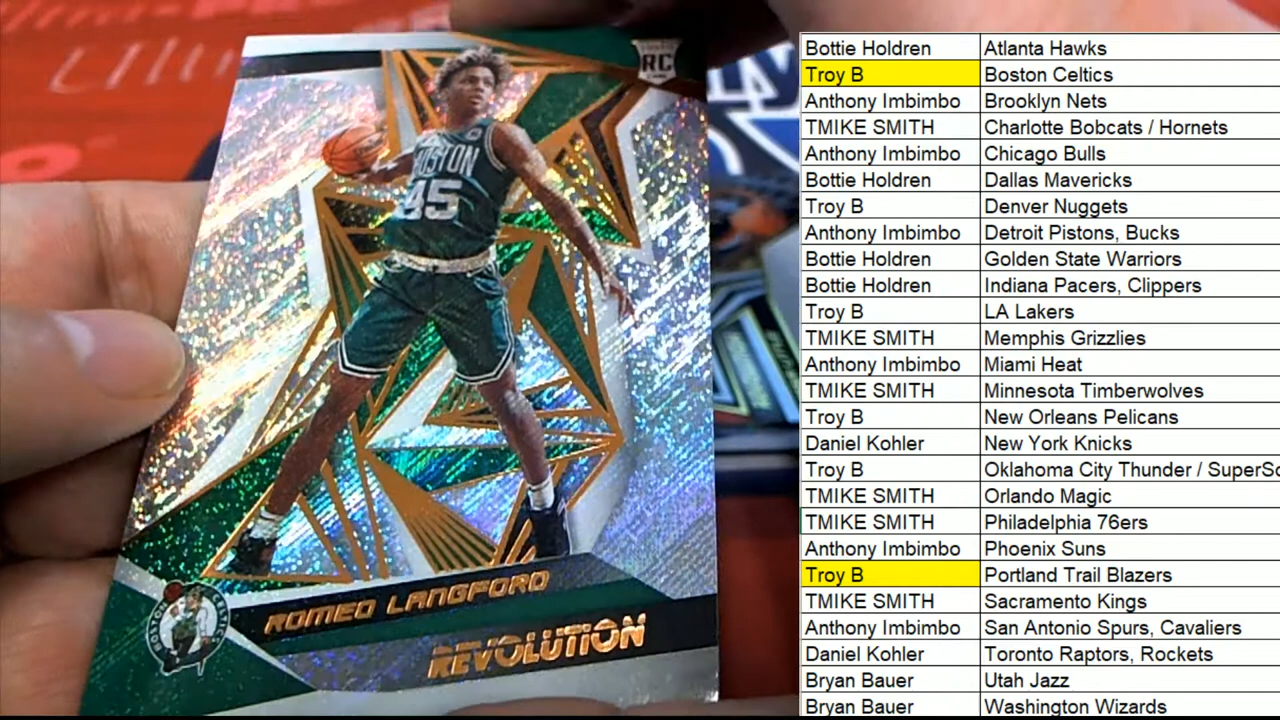 RC
BOSTON
45
ROMEO LANGFORD
REVOLUTION
Bottie Holdren Atlanta Hawks
Troy B Boston Celtics
Anthony Imbimbo Brooklyn Nets
TMIKE SMITH Charlotte Bobcats / Hornets
Anthony Imbimbo Chicago Bulls
Bottie Holdren Dallas Mavericks
Troy B Denver Nuggets
Anthony Imbimbo Detroit Pistons, Bucks
Bottie Holdren Golden State Warriors
Bottie Holdren Indiana Pacers, Clippers
Troy B LA Lakers
TMIKE SMITH Memphis Grizzlies
Anthony Imbimbo Miami Heat
TMIKE SMITH Minnesota Timberwolves
Troy B New Orleans Pelicans
Daniel Kohler New York Knicks
Troy B Oklahoma City Thunder / SuperSo
TMIKE SMITH Orlando Magic
TMIKE SMITH Philadelphia 76ers
Anthony Imbimbo Phoenix Suns
Troy B Portland Trail Blazers
TMIKE SMITH Sacramento Kings
Anthony Imbimbo San Antonio Spurs, Cavaliers
Daniel Kohler Toronto Raptors, Rockets
Bryan Bauer Utah Jazz
Bryan Bauer Washington Wizards